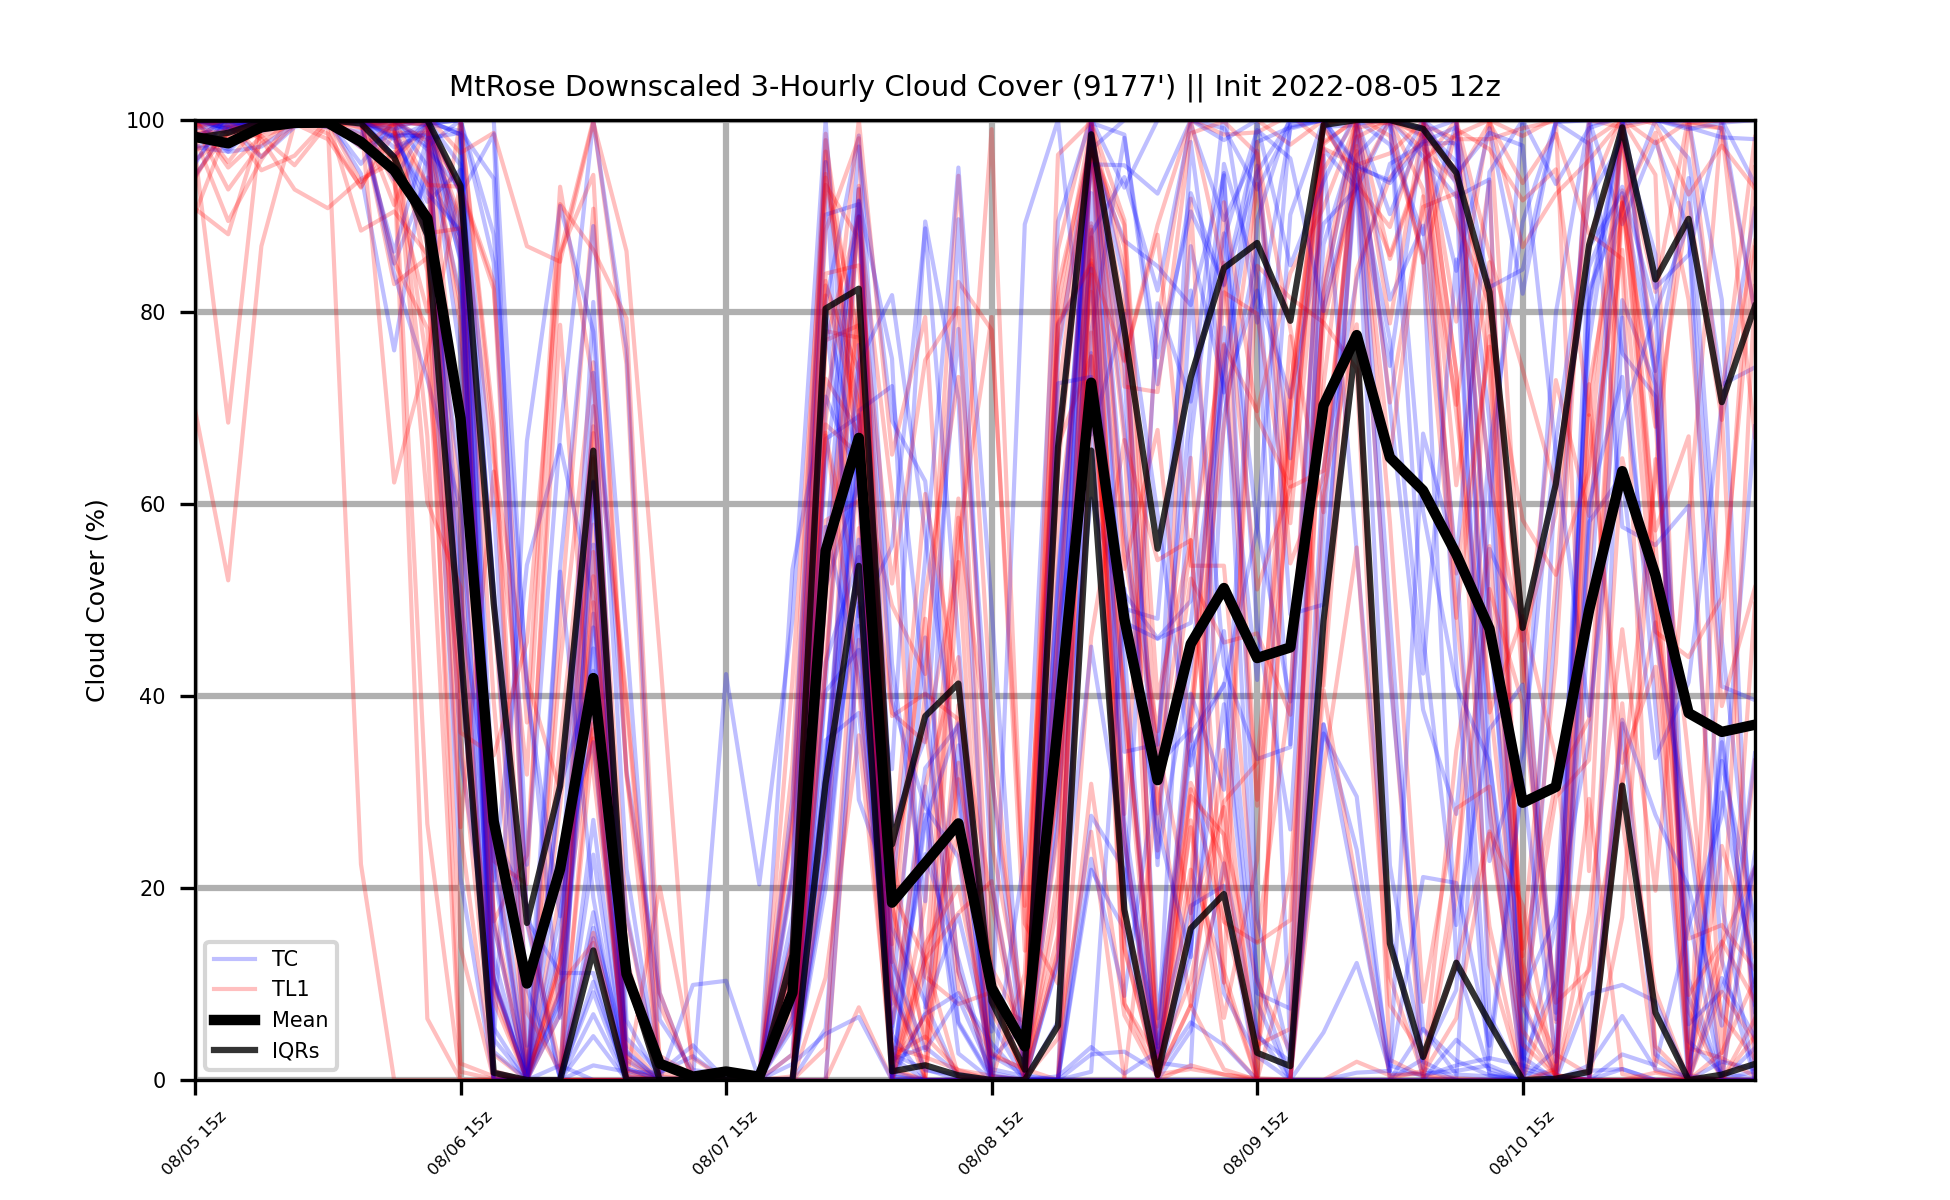 MtRose Downscaled 3-Hourly Cloud Cover (9177') || Init 2022-08-05 12z
Cloud Cover (%)
100
80
60
40
20
0
TC
TL1
Mean
IQRs
08/05 15z
08/06 15z
08/07 15z
08/08 15z
08/09 15z
08/10 15z